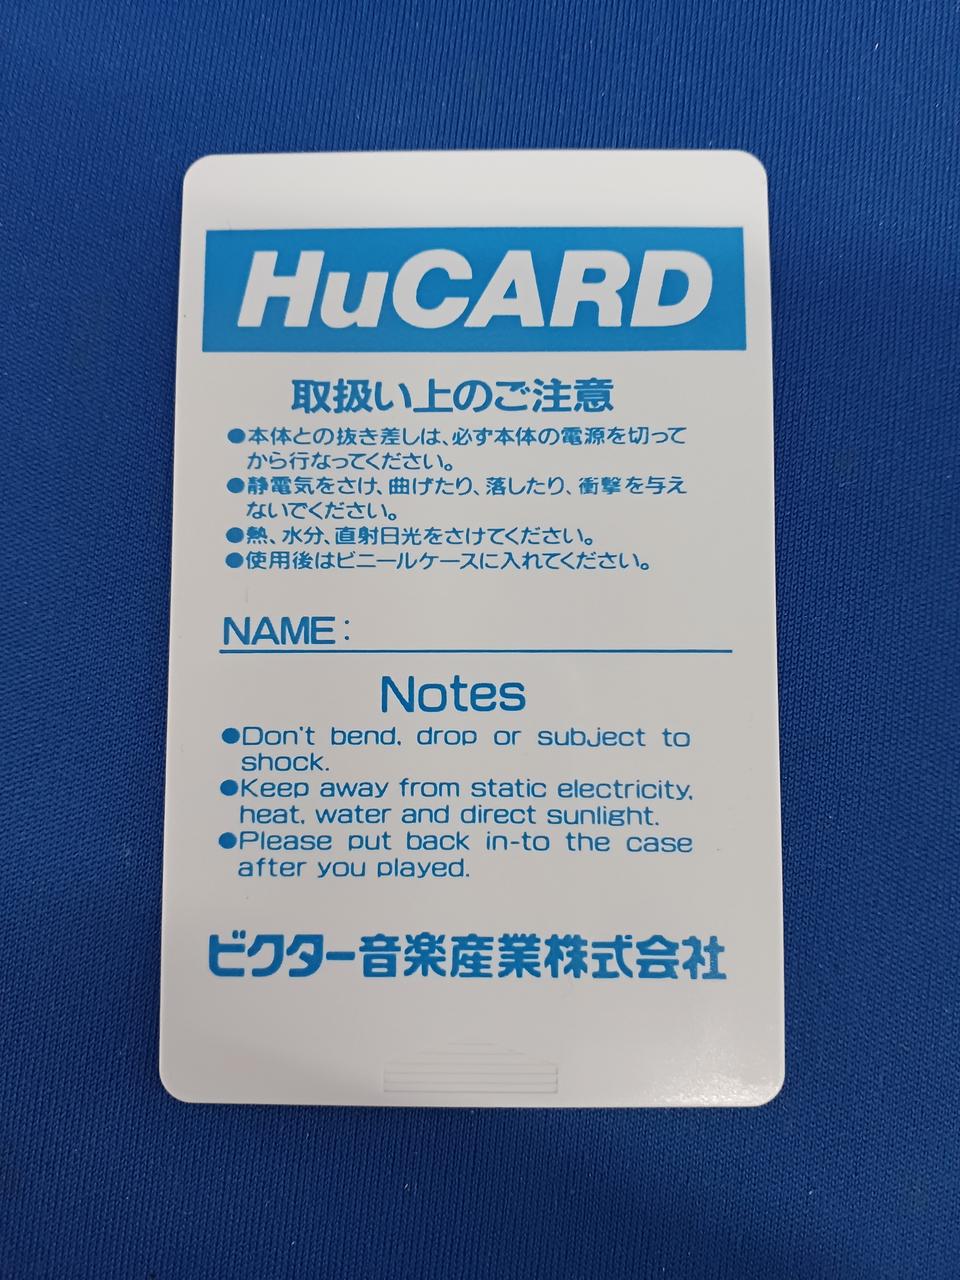 HuCARD
取扱い上のご注意
●本体との抜き差しは、必ず本体の電源を切って
から行なってください。
●静電気をさけ、曲げたり、落したり、衝撃を与え
ないでください。
●熱、水分、直射日光をさけてください。
●使用後はビニールケースに入れてください。
NAME:
Notes
●Don't bend, drop or subject to
shock.
●Keep away from static electricity,
heat, water and direct sunlight.
●Please put back in-to the case
after you played.
ビクター音楽産業株式会社